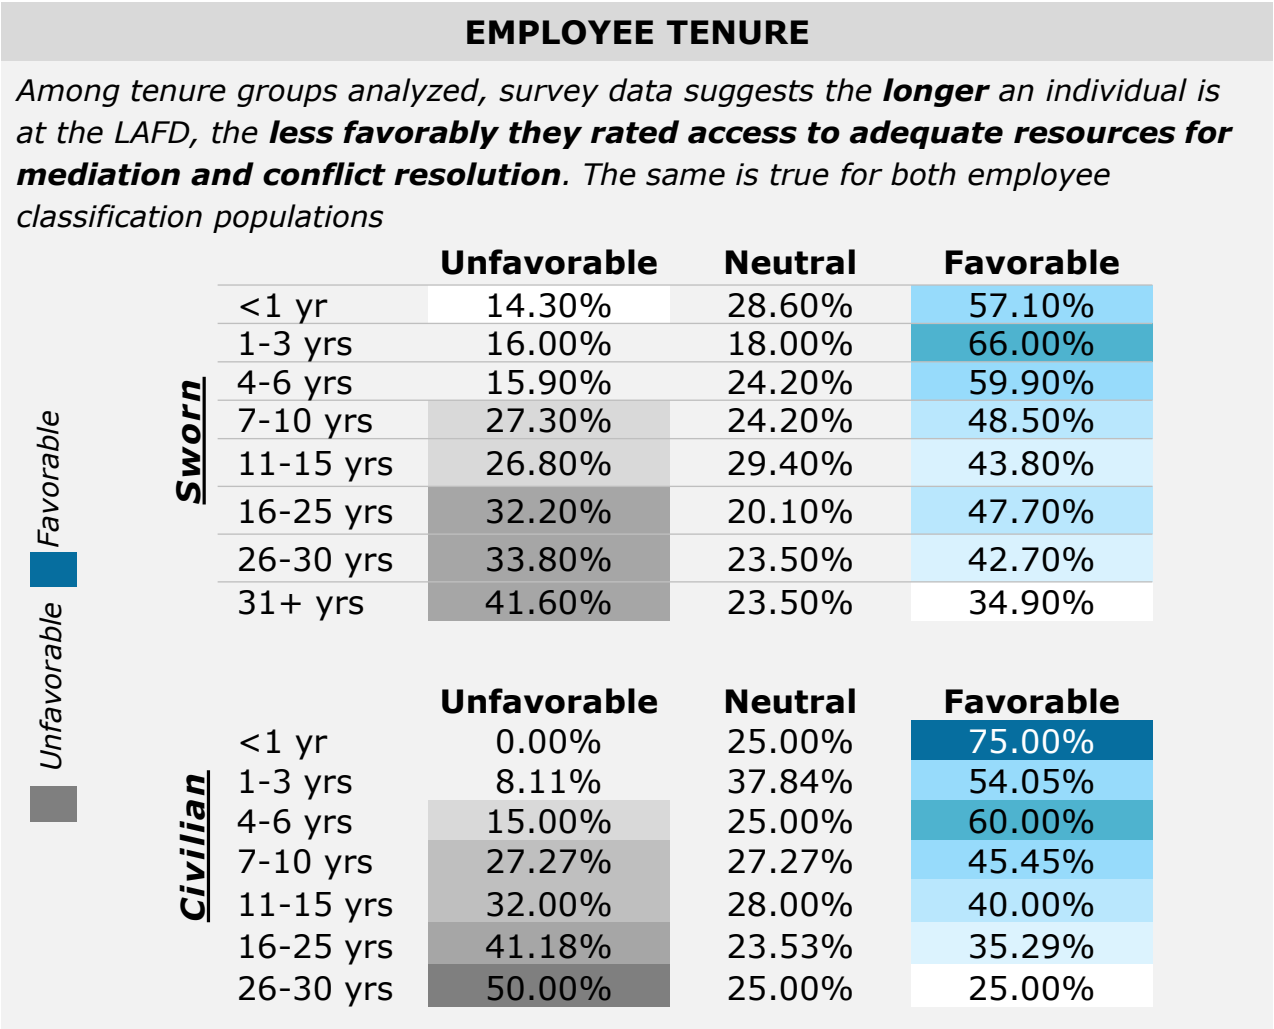 EMPLOYEE TENURE
Among tenure groups analyzed, survey data suggests the longer an individual is
at the LAFD, the less favorably they rated access to adequate resources for
mediation and conflict resolution. The same is true for both employee
classification populations
Unfavorable Neutral Favorable
<1 yr 14.30% 28.60% 57.10%
1-3 yrs 16.00% 18.00% 66.00%
4-6 yrs 15.90% 24.20% 59.90%
7-10 yrs 27.30% 24.20% 48.50%
11-15 yrs 26.80% 29.40% 43.80%
16-25 yrs 32.20% 20.10% 47.70%
26-30 yrs 33.80% 23.50% 42.70%
31+ yrs 41.60% 23.50% 34.90%
Sworn
Favorable
Unfavorable
Unfavorable Neutral Favorable
<1 yr 0.00% 25.00% 75.00%
1-3 yrs 8.11% 37.84% 54.05%
4-6 yrs 15.00% 25.00% 60.00%
7-10 yrs 27.27% 27.27% 45.45%
11-15 yrs 32.00% 28.00% 40.00%
16-25 yrs 41.18% 23.53% 35.29%
26-30 yrs 50.00% 25.00% 25.00%
Civilian